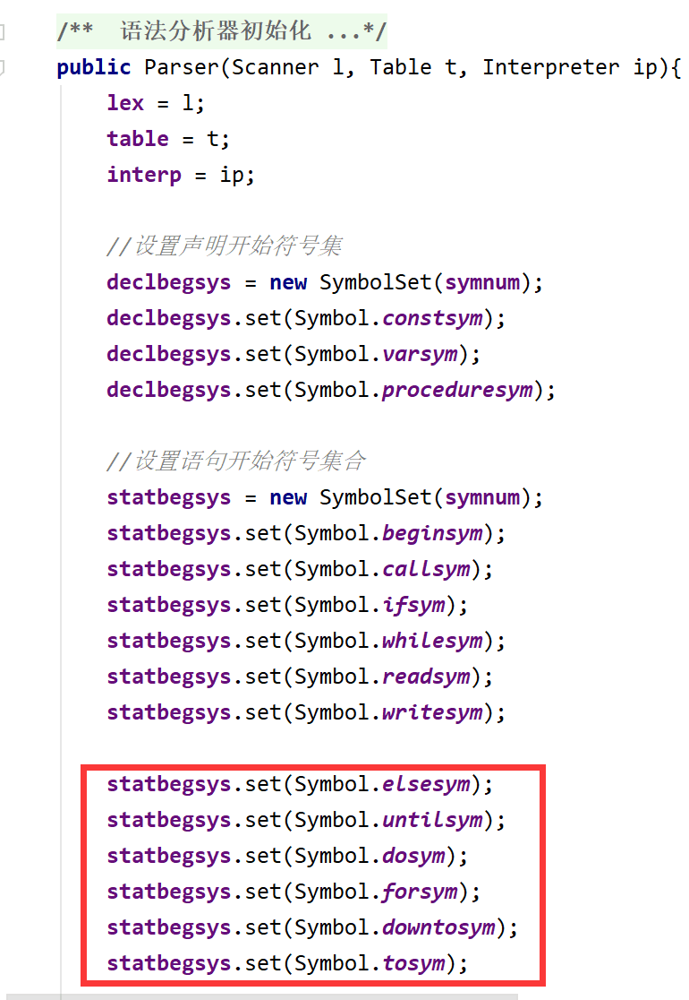 /**  语法分析器初始化 ...*/
public Parser(Scanner l, Table t, Interpreter ip){
lex = l;
table = t;
interp = ip;
//设置声明开始符号集
declbegsys = new SymbolSet(symnum);
declbegsys.set(Symbol.constsym);
declbegsys.set(Symbol.varsym);
declbegsys.set(Symbol.proceduresym);
//设置语句开始符号集合
statbegsys = new SymbolSet(symnum);
statbegsys.set(Symbol.beginsym);
statbegsys.set(Symbol.callsym);
statbegsys.set(Symbol.ifsym);
statbegsys.set(Symbol.whilesym);
statbegsys.set(Symbol.readsym);
statbegsys.set(Symbol.writesym);
statbegsys.set(Symbol.elsesym);
statbegsys.set(Symbol.untilsym);
statbegsys.set(Symbol.dosym);
statbegsys.set(Symbol.forsym);
statbegsys.set(Symbol.downtosym);
statbegsys.set(Symbol.tosym);